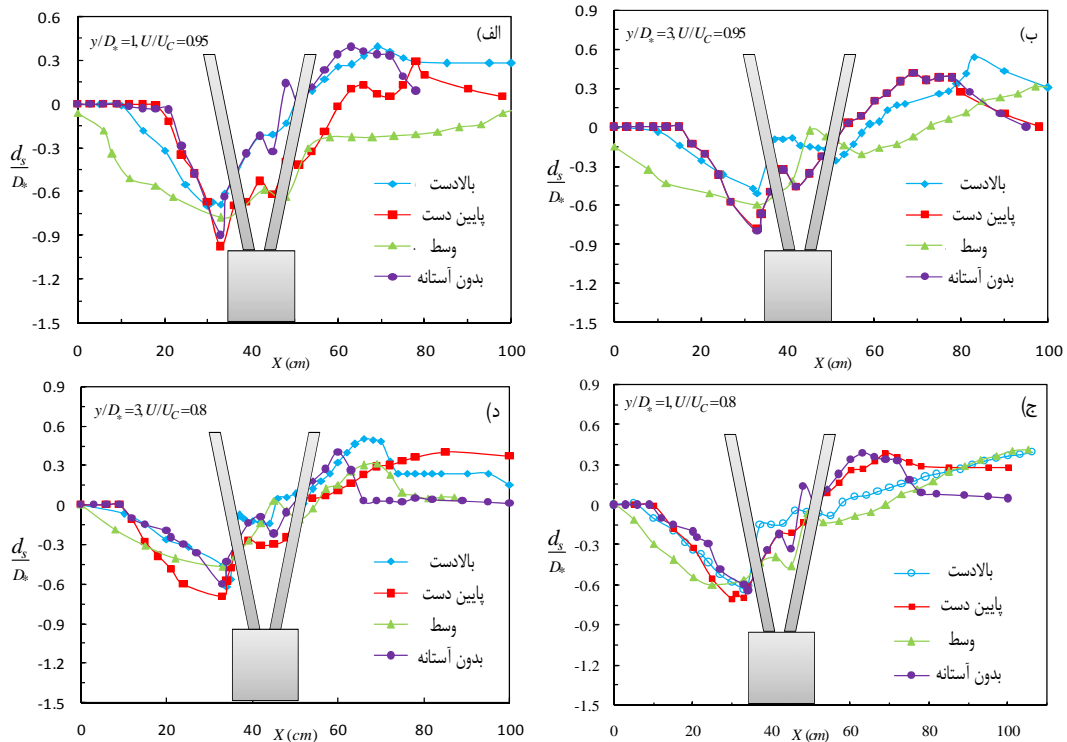 الف)
y/D*=1, U/UC=0.95
0.6
0.3
0
-0.3
-0.6
-0.9
-1.2
-1.5
ds/D*
بالادست
پایین دست
وسط
بدون آستانه
0 20 40 60 80 100
X (cm)
ب)
y/D*=3, U/UC=0.95
0.9
0.6
0.3
0
-0.3
-0.6
-0.9
-1.2
-1.5
ds/D*
بالادست
پایین دست
وسط
بدون آستانه
0 20 40 60 80 100
X (cm)
د)
y/D*=3, U/UC=0.8
0.9
0.6
0.3
0
-0.3
-0.6
-0.9
-1.2
-1.5
ds/D*
بالادست
پایین دست
وسط
بدون آستانه
0 20 40 60 80 100
X (cm)
ج)
y/D*=1, U/UC=0.8
0.9
0.6
0.3
0
-0.3
-0.6
-0.9
-1.2
-1.5
ds/D*
بالادست
پایین دست
وسط
بدون آستانه
0 20 40 60 80 100
X (cm)